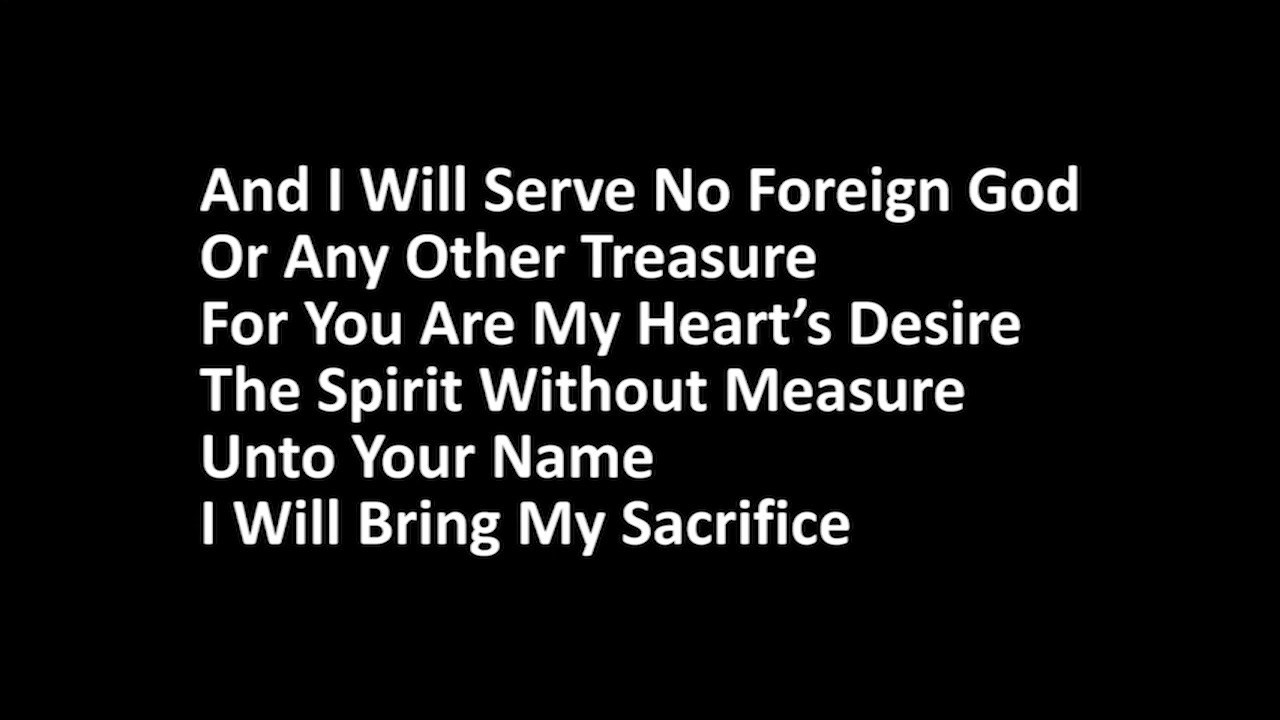 And I Will Serve No Foreign God
Or Any Other Treasure
For You Are My Heart’s Desire
The Spirit Without Measure
Unto Your Name
I Will Bring My Sacrifice